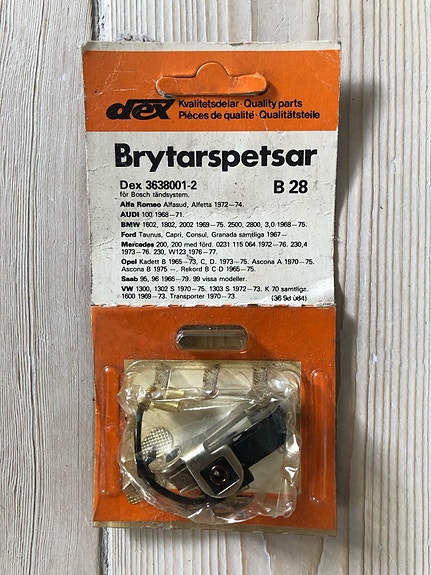 dex
Kvalitetsdelar · Quality parts
Pièces de qualité · Qualitätsteile
Brytarspetsar
Dex 3638001-2 B 28
för Bosch tändsystem.
Alfa Romeo Alfasud, Alfetta 1972–74.
AUDI 100 1968–71.
BMW 1602, 1802, 2002 1969–75. 2500, 2800, 3,0 1968–75.
Ford Taunus, Capri, Consul, Granada samtliga 1967–
Mercedes 200, 200 med förd. 0231 115 064 1972–76. 230,4
1973–76. 230, W123 1976–77.
Opel Kadett B 1965–73, C, D. 1973–75. Ascona A 1970–75.
Ascona B 1975 –. Rekord B C D 1965–75.
Saab 95, 96 1966–79. 99 vissa modeller.
VW 1300, 1302 S 1970–75. 1303 S 1972–73. K 70 samtliga.
1600 1969–73. Transporter 1970–73.